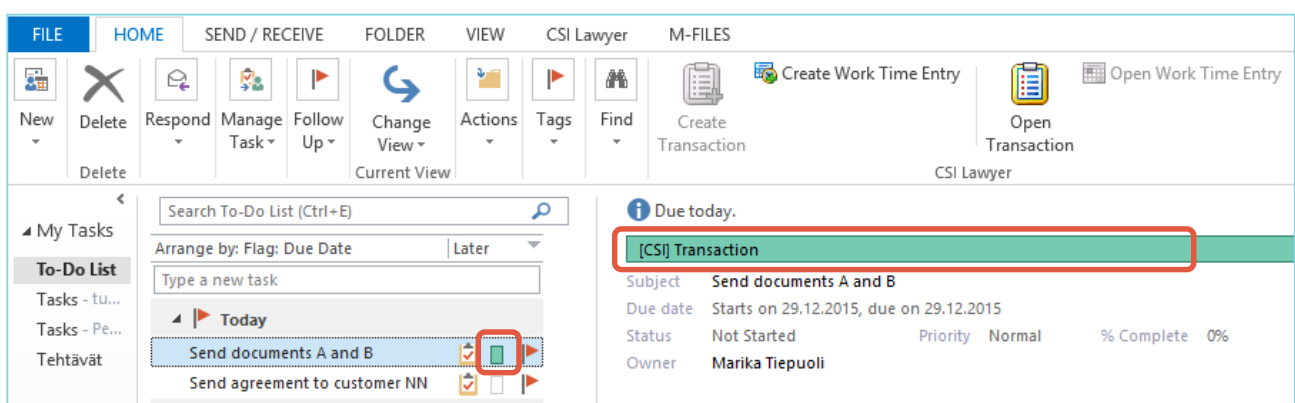 FILE HOME SEND / RECEIVE FOLDER VIEW CSI Lawyer M-FILES
New Delete Respond Manage Task Follow Up Change View Actions Tags Find Create Transaction Create Work Time Entry Open Transaction Open Work Time Entry
Delete Current View CSI Lawyer
My Tasks
To-Do List
Tasks - tu...
Tasks - Pe...
Tehtävät
Search To-Do List (Ctrl+E)
Arrange by: Flag: Due Date Later
Type a new task
Today
Send documents A and B
Send agreement to customer NN
Due today.
[CSI] Transaction
Subject Send documents A and B
Due date Starts on 29.12.2015, due on 29.12.2015
Status Not Started Priority Normal % Complete 0%
Owner Marika Tiepuoli